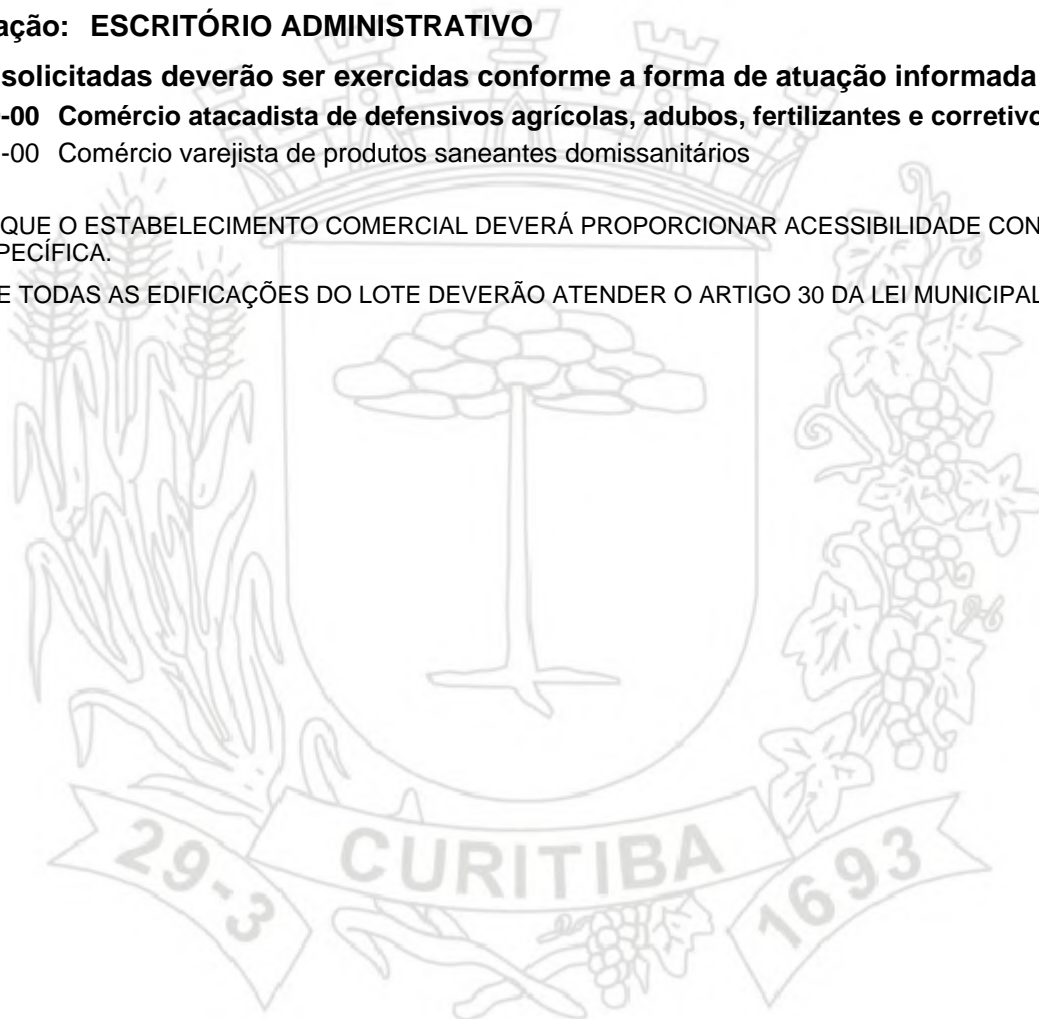 ação: ESCRITÓRIO ADMINISTRATIVO
solicitadas deverão ser exercidas conforme a forma de atuação informada
-00 Comércio atacadista de defensivos agrícolas, adubos, fertilizantes e corretivo
-00 Comércio varejista de produtos saneantes domissanitários
QUE O ESTABELECIMENTO COMERCIAL DEVERÁ PROPORCIONAR ACESSIBILIDADE CON
PECÍFICA.
E TODAS AS EDIFICAÇÕES DO LOTE DEVERÃO ATENDER O ARTIGO 30 DA LEI MUNICIPAL
29-3 CURITIBA 1693